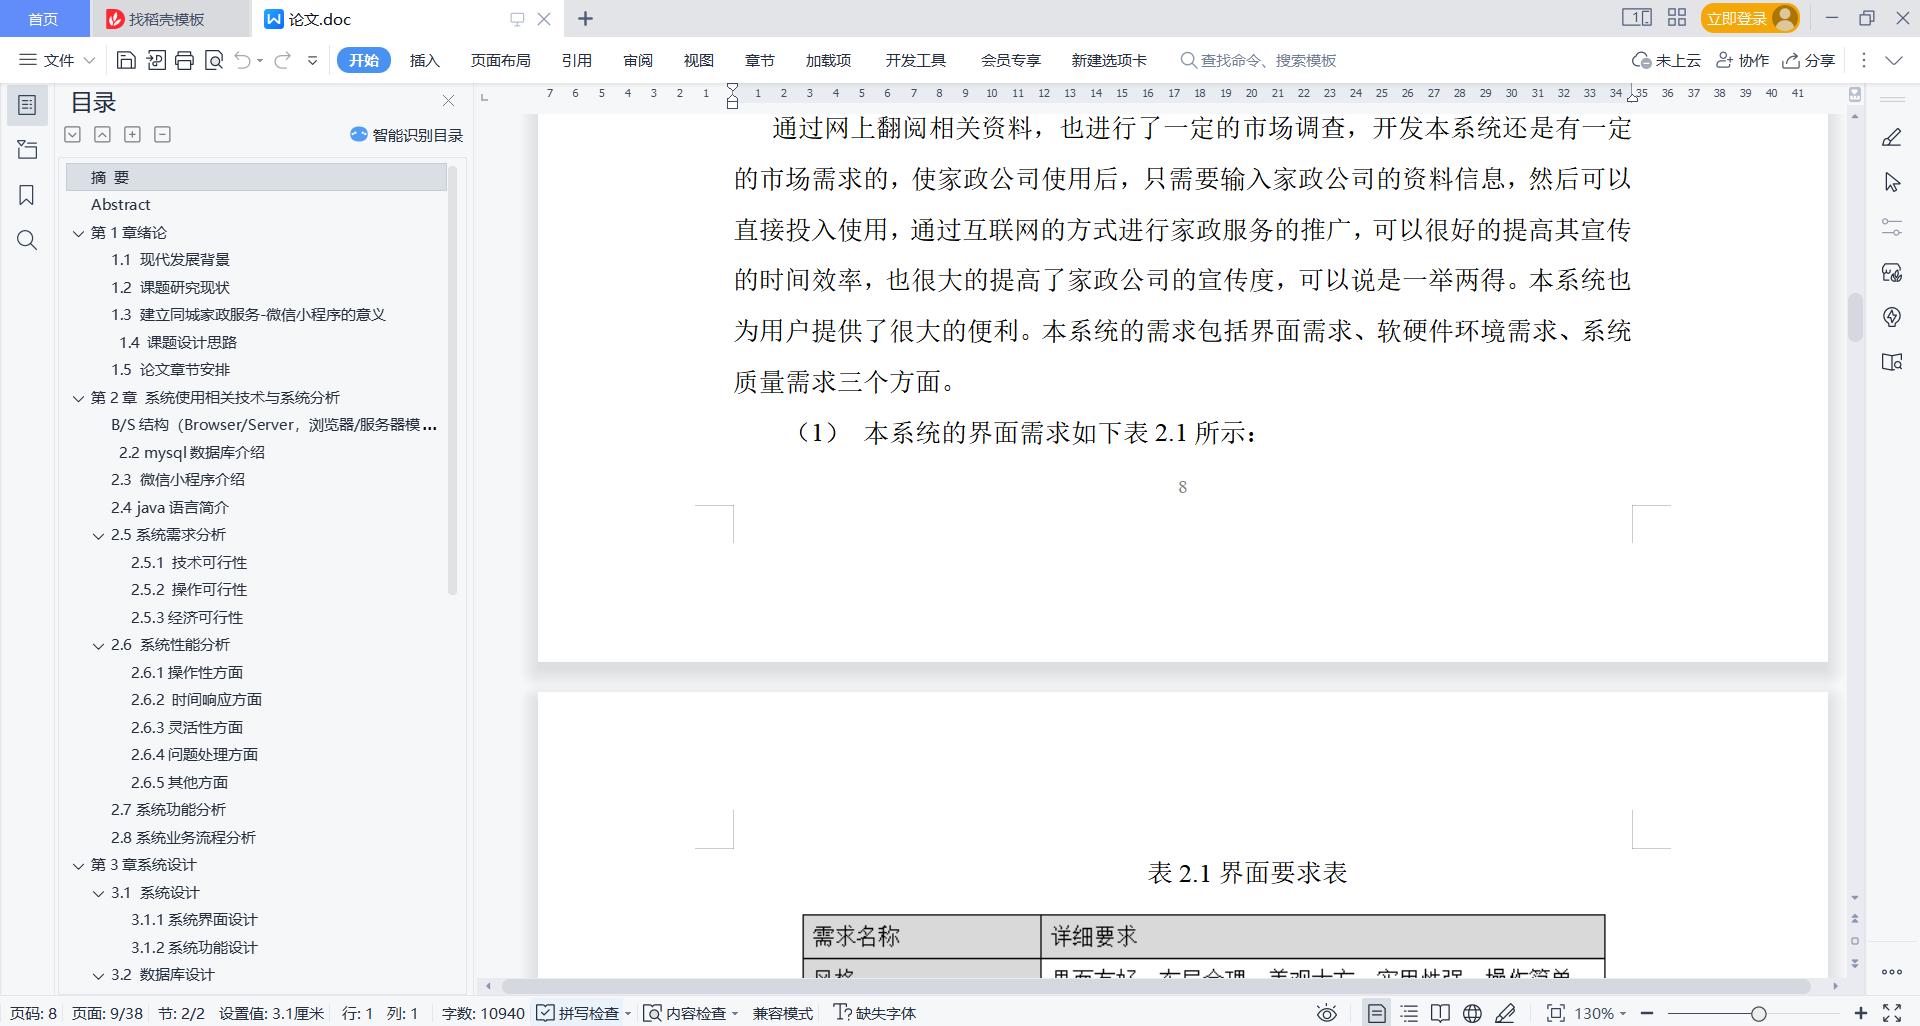 首页
找稻壳模板
论文.doc
立即登录
文件
开始
插入
页面布局
引用
审阅
视图
章节
加载项
开发工具
会员专享
新建选项卡
查找命令、搜索模板
未上云
协作
分享
目录
智能识别目录
摘 要
Abstract
第 1 章绪论
1.1 现代发展背景
1.2 课题研究现状
1.3 建立同城家政服务-微信小程序的意义
1.4 课题设计思路
1.5 论文章节安排
第 2 章 系统使用相关技术与系统分析
B/S 结构（Browser/Server，浏览器/服务器模...
2.2 mysql 数据库介绍
2.3 微信小程序介绍
2.4 java 语言简介
2.5 系统需求分析
2.5.1 技术可行性
2.5.2 操作可行性
2.5.3 经济可行性
2.6 系统性能分析
2.6.1 操作性方面
2.6.2 时间响应方面
2.6.3 灵活性方面
2.6.4 问题处理方面
2.6.5 其他方面
2.7 系统功能分析
2.8 系统业务流程分析
第 3 章系统设计
3.1 系统设计
3.1.1 系统界面设计
3.1.2 系统功能设计
3.2 数据库设计
7 6 5 4 3 2 1 1 2 3 4 5 6 7 8 9 10 11 12 13 14 15 16 17 18 19 20 21 22 23 24 25 26 27 28 29 30 31 32 33 34 35 36 37 38 39 40 41
通过网上翻阅相关资料，也进行了一定的市场调查，开发本系统还是有一定
的市场需求的，使家政公司使用后，只需要输入家政公司的资料信息，然后可以
直接投入使用，通过互联网的方式进行家政服务的推广，可以很好的提高其宣传
的时间效率，也很大的提高了家政公司的宣传度，可以说是一举两得。本系统也
为用户提供了很大的便利。本系统的需求包括界面需求、软硬件环境需求、系统
质量需求三个方面。
（1） 本系统的界面需求如下表 2.1 所示：
8
表 2.1 界面要求表
需求名称 详细要求
风格 界面友好、布局合理、美观大方、实用性强、操作简单
页码: 8 页面: 9/38 节: 2/2 设置值: 3.1厘米 行: 1 列: 1 字数: 10940 拼写检查 内容检查 兼容模式 缺失字体 130%